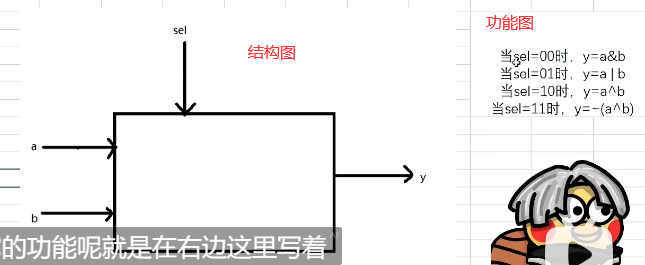 功能图
sel
结构图
当sel=00时，y=a&b
当sel=01时，y=a|b
当sel=10时，y=a^b
当sel=11时，y=~(a^b)
a
y
b
的功能呢就是在右边这里写着